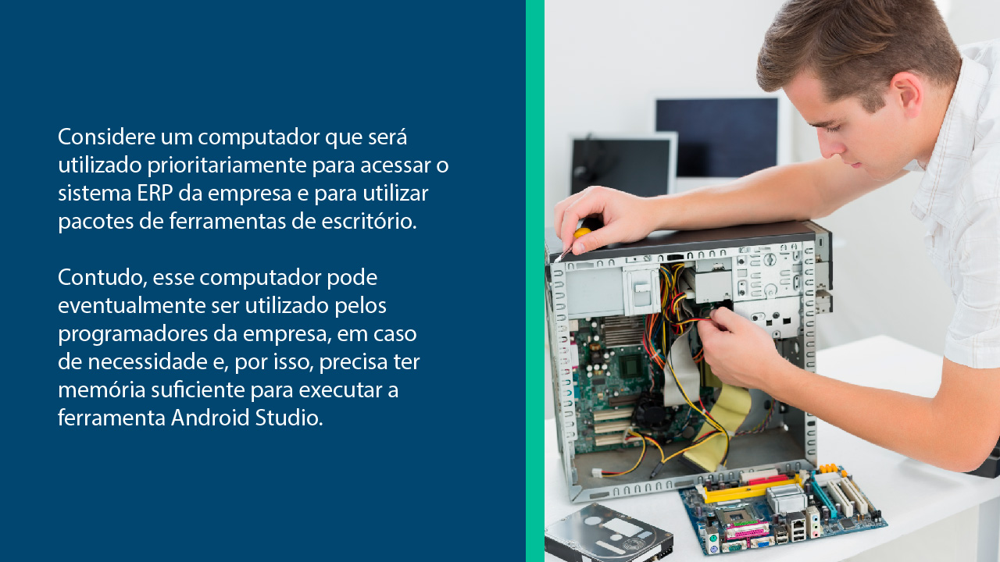 Considere um computador que será
utilizado prioritariamente para acessar o
sistema ERP da empresa e para utilizar
pacotes de ferramentas de escritório.
Contudo, esse computador pode
eventualmente ser utilizado pelos
programadores da empresa, em caso
de necessidade e, por isso, precisa ter
memória suficiente para executar a
ferramenta Android Studio.